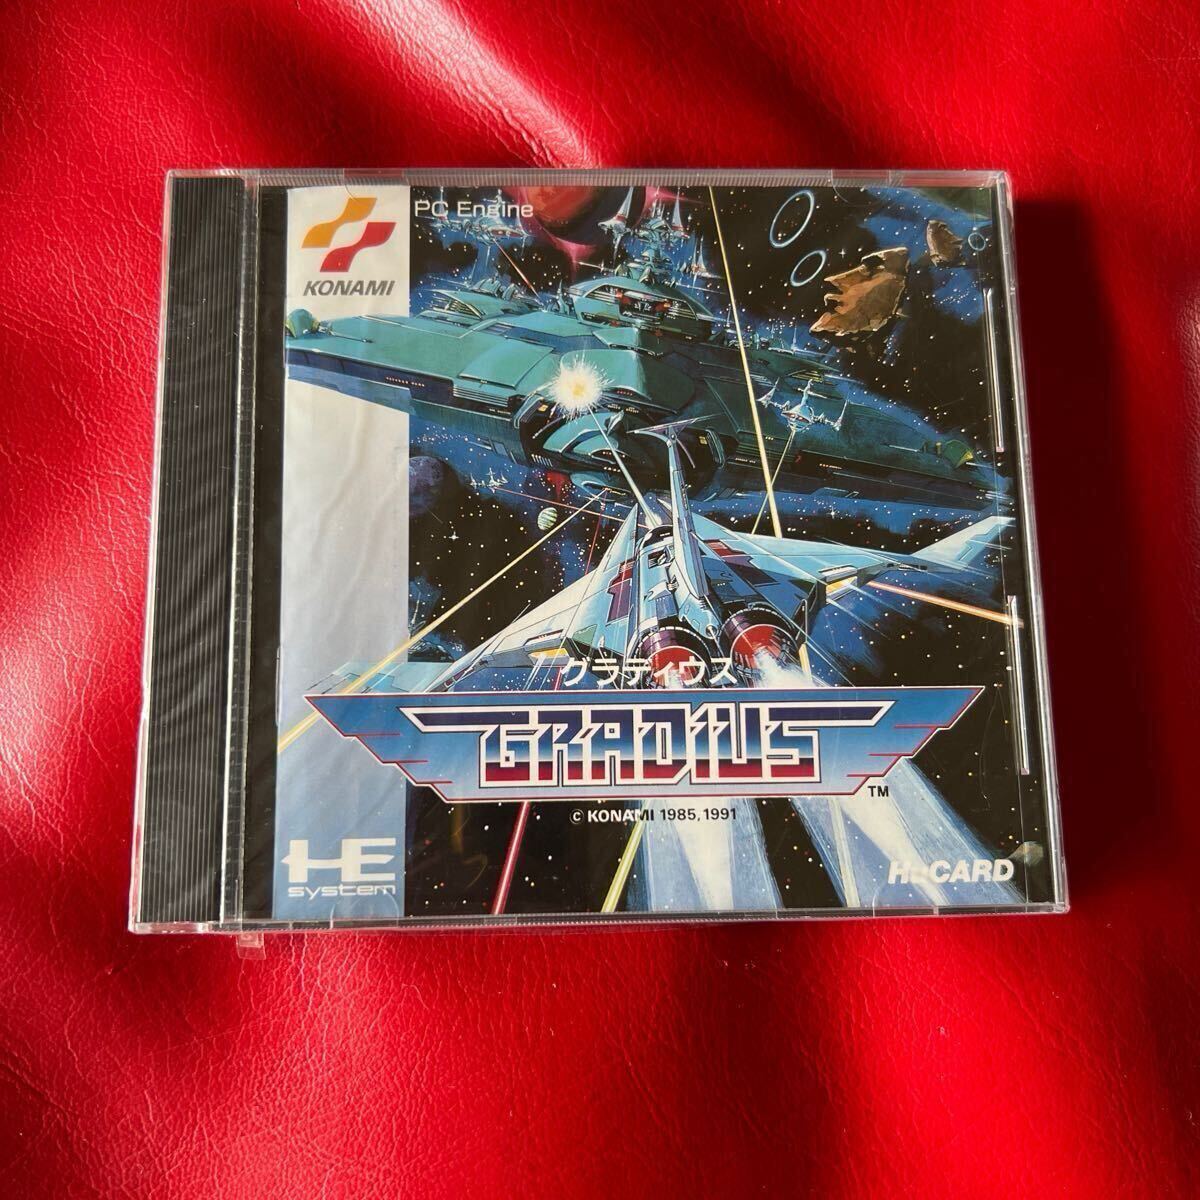 PC Engine
KONAMI
グラディウス
GRADIUS
TM
© KONAMI 1985, 1991
HE
system
HuCARD